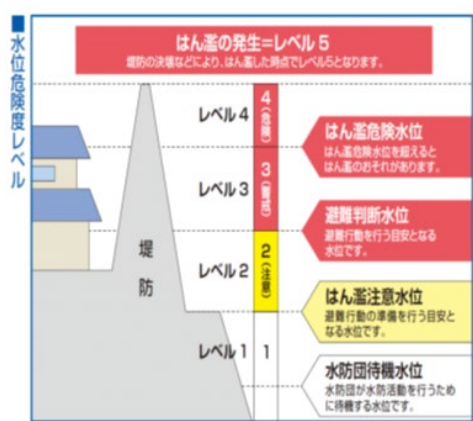 ■水位危険度レベル
はん濫の発生=レベル5
堤防の決壊などにより、はん濫した時点でレベル5となります。
レベル4
4(危険)
はん濫危険水位
はん濫危険水位を超えると
はん濫のおそれがあります。
レベル3
3(警戒)
避難判断水位
避難行動を行う目安となる
水位です。
堤防
レベル2
2(注意)
はん濫注意水位
避難行動の準備を行う目安と
なる水位です。
レベル1
1
水防団待機水位
水防団が水防活動を行うため
に待機する水位です。